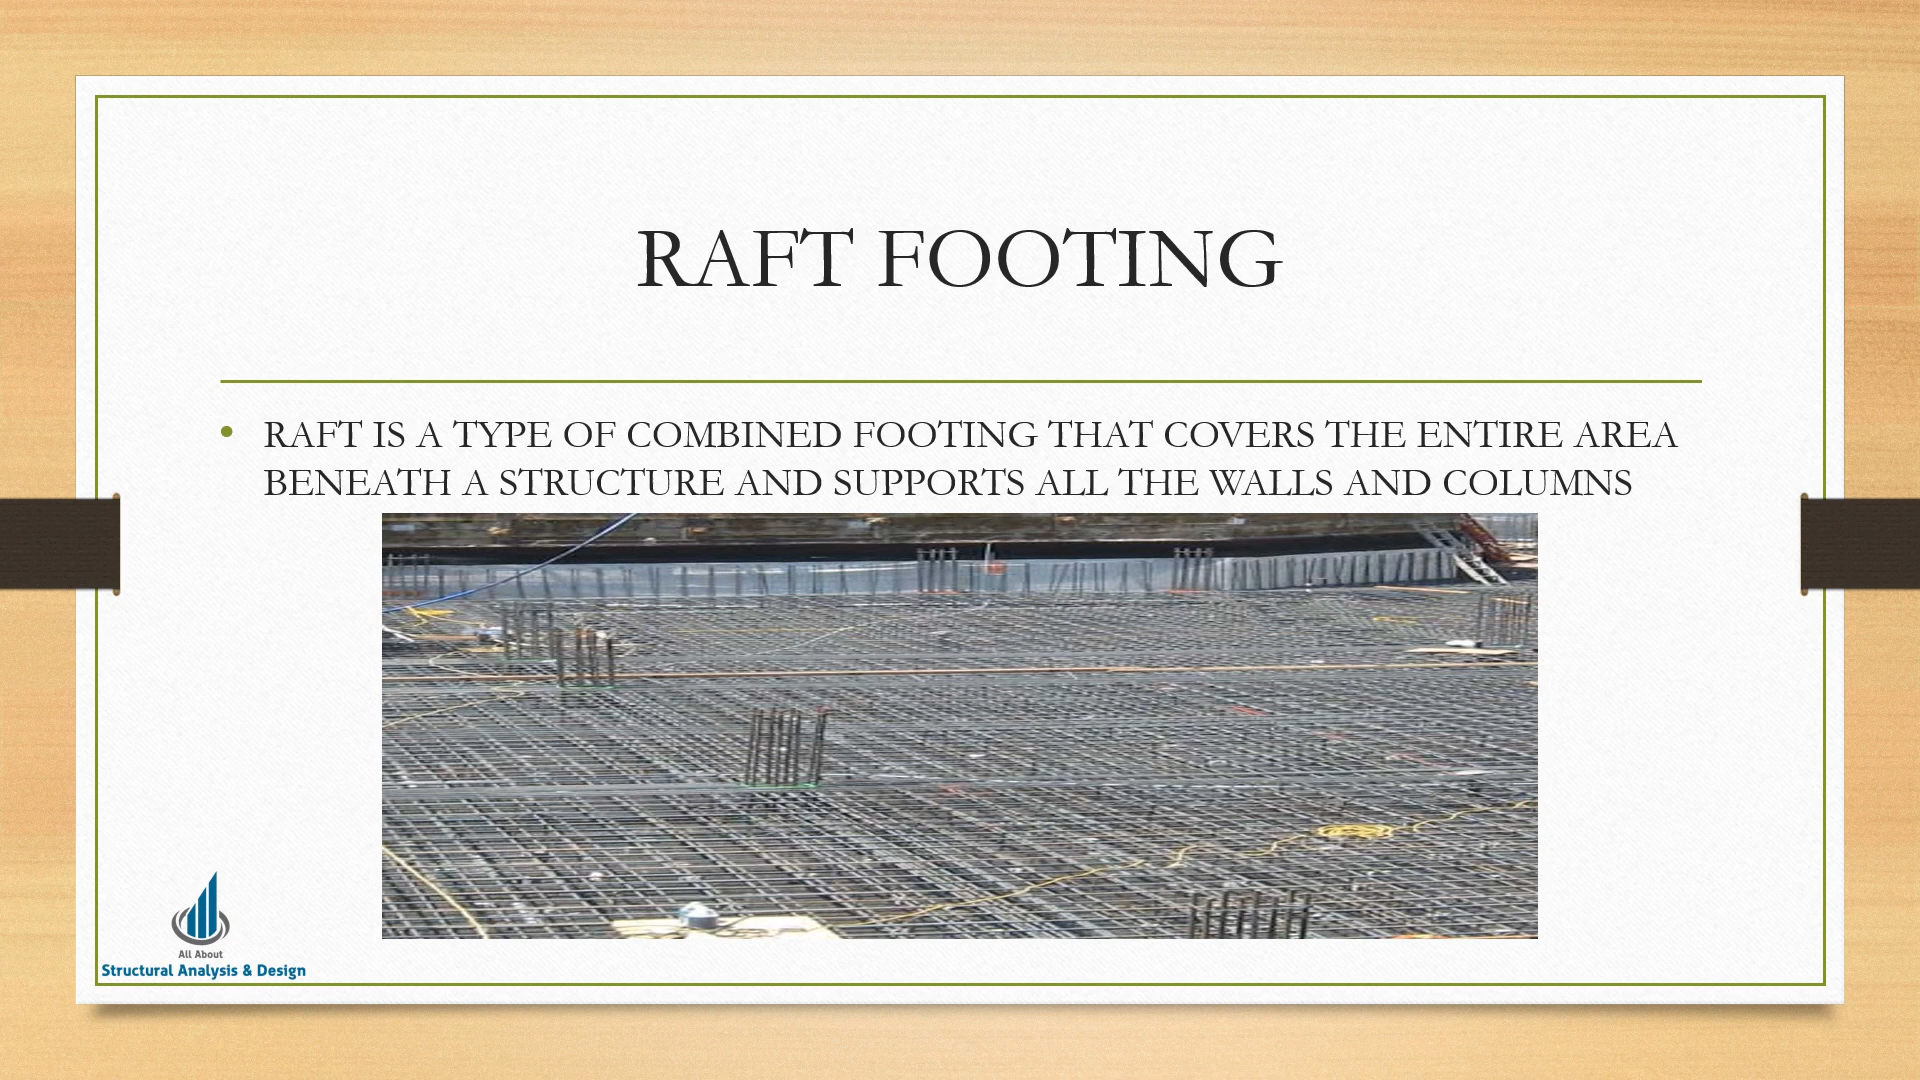 RAFT FOOTING
• RAFT IS A TYPE OF COMBINED FOOTING THAT COVERS THE ENTIRE AREA
BENEATH A STRUCTURE AND SUPPORTS ALL THE WALLS AND COLUMNS
All About
Structural Analysis & Design